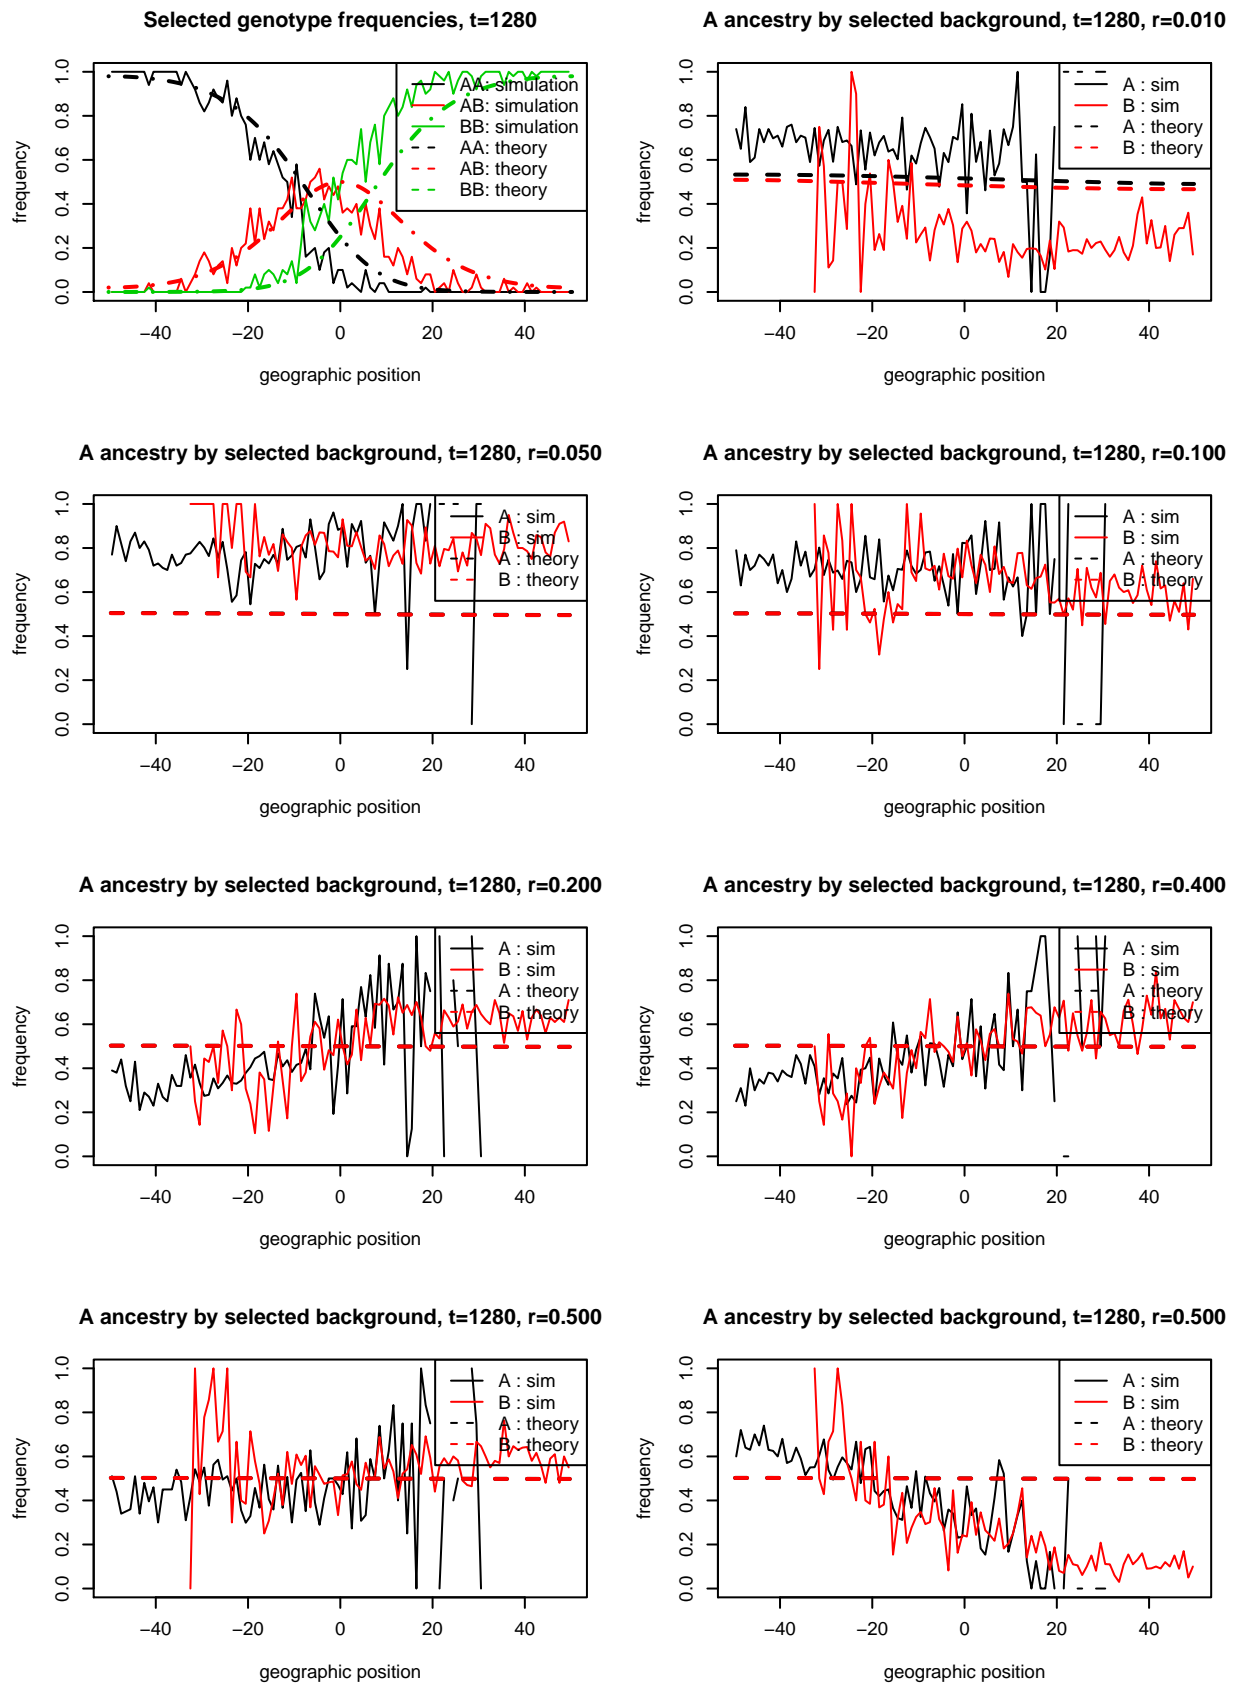 Selected genotype frequencies, t=1280
frequency
0.0 0.2 0.4 0.6 0.8 1.0
AA: simulation
AB: simulation
BB: simulation
AA: theory
AB: theory
BB: theory
−40 −20 0 20 40
geographic position
A ancestry by selected background, t=1280, r=0.010
frequency
0.0 0.2 0.4 0.6 0.8 1.0
A : sim
B : sim
A : theory
B : theory
−40 −20 0 20 40
geographic position
A ancestry by selected background, t=1280, r=0.050
frequency
0.0 0.2 0.4 0.6 0.8 1.0
A : sim
B : sim
A : theory
B : theory
−40 −20 0 20 40
geographic position
A ancestry by selected background, t=1280, r=0.100
frequency
0.0 0.2 0.4 0.6 0.8 1.0
A : sim
B : sim
A : theory
B : theory
−40 −20 0 20 40
geographic position
A ancestry by selected background, t=1280, r=0.200
frequency
0.0 0.2 0.4 0.6 0.8 1.0
A : sim
B : sim
A : theory
B : theory
−40 −20 0 20 40
geographic position
A ancestry by selected background, t=1280, r=0.400
frequency
0.0 0.2 0.4 0.6 0.8 1.0
A : sim
B : sim
A : theory
B : theory
−40 −20 0 20 40
geographic position
A ancestry by selected background, t=1280, r=0.500
frequency
0.0 0.2 0.4 0.6 0.8 1.0
A : sim
B : sim
A : theory
B : theory
−40 −20 0 20 40
geographic position
A ancestry by selected background, t=1280, r=0.500
frequency
0.0 0.2 0.4 0.6 0.8 1.0
A : sim
B : sim
A : theory
B : theory
−40 −20 0 20 40
geographic position